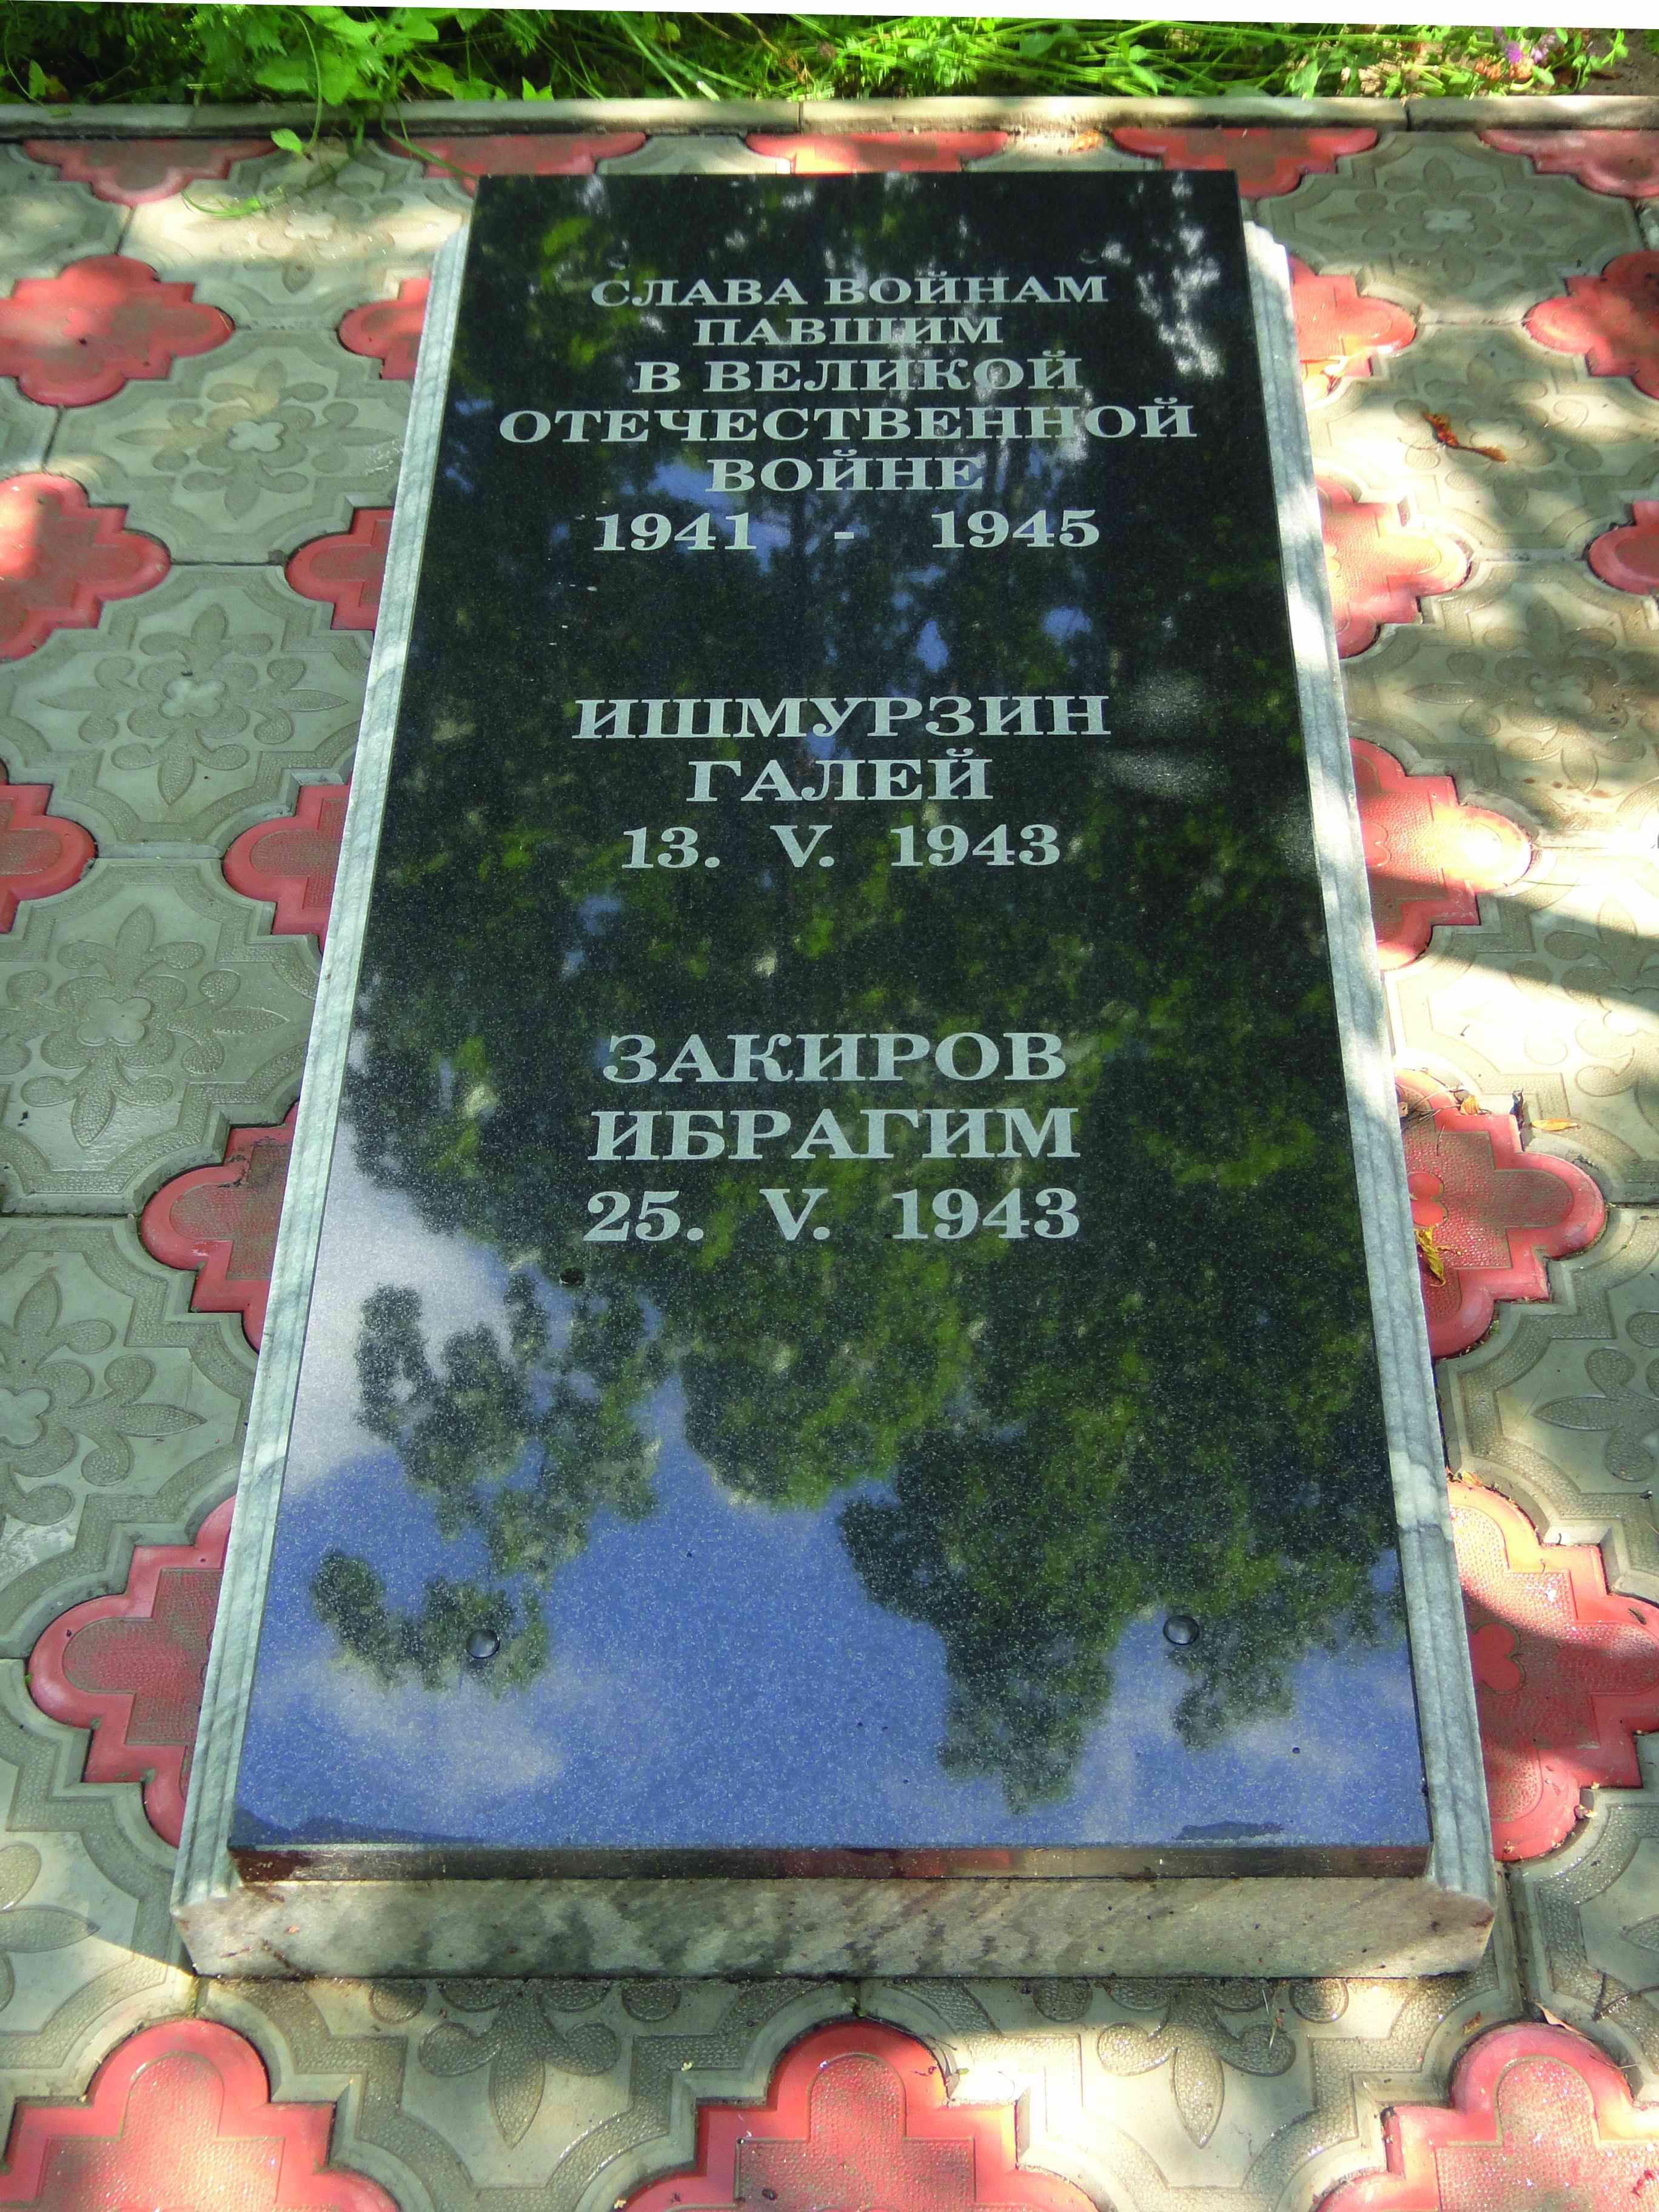 СЛАВА ВОЙНАМ
ПАВШИМ
В ВЕЛИКОЙ
ОТЕЧЕСТВЕННОЙ
ВОЙНЕ
1941 - 1945
ИШМУРЗИН
ГАЛЕЙ
13. V. 1943
ЗАКИРОВ
ИБРАГИМ
25. V. 1943